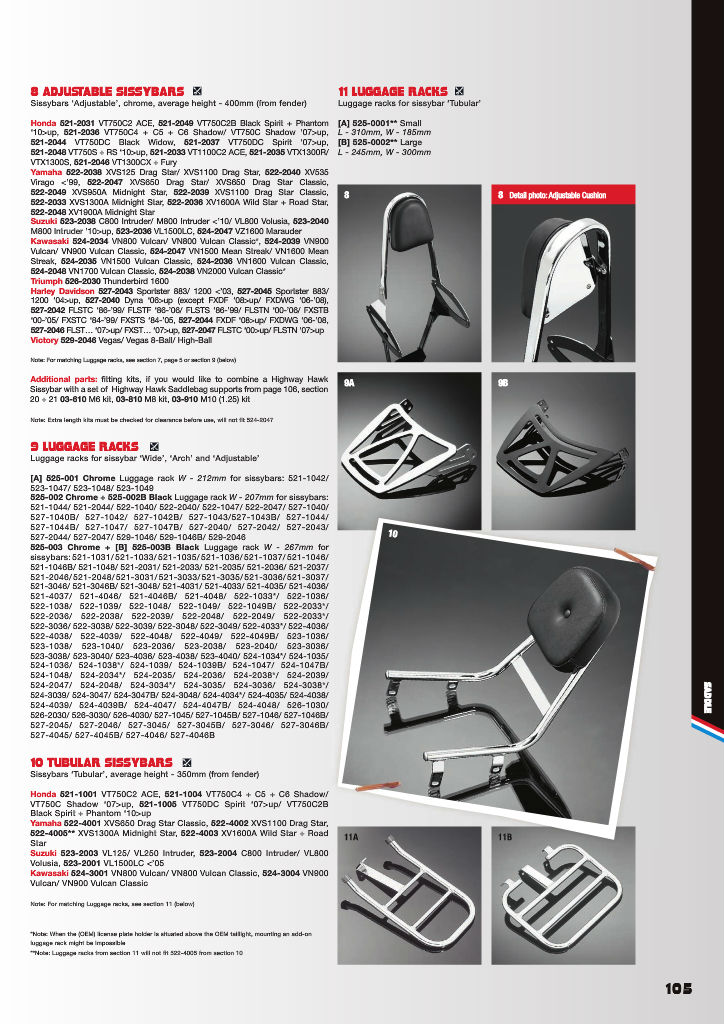 8 ADJUSTABLE SISSYBARS
Sissybars 'Adjustable', chrome, average height - 400mm (from fender)
Honda 521-2031 VT750C2 ACE, 521-2049 VT750C2B Black Spirit + Phantom
'10>up, 521-2036 VT750C4 + C5 + C6 Shadow/ VT750C Shadow '07>up,
521-2044 VT750DC Black Widow, 521-2037 VT750DC Spirit '07>up,
521-2048 VT750S ÷ RS '10>up, 521-2033 VT1100C2 ACE, 521-2035 VTX1300R/
VTX1300S, 521-2046 VT1300CX ÷ Fury
Yamaha 522-2038 XVS125 Drag Star/ XVS1100 Drag Star, 522-2040 XV535
Virago <'99, 522-2047 XVS650 Drag Star/ XVS650 Drag Star Classic,
522-2049 XVS950A Midnight Star, 522-2039 XVS1100 Drag Star Classic,
522-2033 XVS1300A Midnight Star, 522-2036 XV1600A Wild Star + Road Star,
522-2048 XV1900A Midnight Star
Suzuki 523-2038 C800 Intruder/ M800 Intruder <'10/ VL800 Volusia, 523-2040
M800 Intruder '10>up, 523-2036 VL1500LC, 524-2047 VZ1600 Marauder
Kawasaki 524-2034 VN800 Vulcan/ VN800 Vulcan Classic*, 524-2039 VN900
Vulcan/ VN900 Vulcan Classic, 524-2047 VN1500 Mean Streak/ VN1600 Mean
Streak, 524-2035 VN1500 Vulcan Classic, 524-2036 VN1600 Vulcan Classic,
524-2048 VN1700 Vulcan Classic, 524-2038 VN2000 Vulcan Classic*
Triumph 526-2030 Thunderbird 1600
Harley Davidson 527-2043 Sportster 883/ 1200 <'03, 527-2045 Sportster 883/
1200 '04>up, 527-2040 Dyna '06>up (except FXDF '08>up/ FXDWG '06-'08),
527-2042 FLSTC '86-'99/ FLSTF '86-'06/ FLSTS '86-'99/ FLSTN '00-'06/ FXSTB
'00-'05/ FXSTC '84-'99/ FXSTS '84-'05, 527-2044 FXDF '08>up/ FXDWG '06-'08,
527-2046 FLST... '07>up/ FXST... '07>up, 527-2047 FLSTC '00>up/ FLSTN '07>up
Victory 529-2046 Vegas/ Vegas 8-Ball/ High-Ball
Note: For matching Luggage racks, see section 7, page 5 or section 9 (below)
Additional parts: fitting kits, if you would like to combine a Highway Hawk
Sissybar with a set of Highway Hawk Saddlebag supports from page 106, section
20 ÷ 21 03-610 M6 kit, 03-810 M8 kit, 03-910 M10 (1.25) kit
Note: Extra length kits must be checked for clearance before use, will not fit 524-2047
9 LUGGAGE RACKS
Luggage racks for sissybar 'Wide', 'Arch' and 'Adjustable'
[A] 525-001 Chrome Luggage rack W - 212mm for sissybars: 521-1042/
523-1047/ 523-1048/ 523-1049
525-002 Chrome + 525-002B Black Luggage rack W - 207mm for sissybars:
521-1044/ 521-2044/ 522-1040/ 522-2040/ 522-1047/ 522-2047/ 527-1040/
527-1040B/ 527-1042/ 527-1042B/ 527-1043/527-1043B/ 527-1044/
527-1044B/ 527-1047/ 527-1047B/ 527-2040/ 527-2042/ 527-2043/
527-2044/ 527-2047/ 529-1046/ 529-1046B/ 529-2046
525-003 Chrome + [B] 525-003B Black Luggage rack W - 267mm for
sissybars: 521-1031/ 521-1033/ 521-1035/ 521-1036/ 521-1037/ 521-1046/
521-1046B/ 521-1048/ 521-2031/ 521-2033/ 521-2035/ 521-2036/ 521-2037/
521-2046/ 521-2048/ 521-3031/ 521-3033/ 521-3035/ 521-3036/ 521-3037/
521-3046/ 521-3046B/ 521-3048/ 521-4031/ 521-4033/ 521-4035/ 521-4036/
521-4037/ 521-4046/ 521-4046B/ 521-4048/ 522-1033*/ 522-1036/
522-1038/ 522-1039/ 522-1048/ 522-1049/ 522-1049B/ 522-2033*/
522-2036/ 522-2038/ 522-2039/ 522-2048/ 522-2049/ 522-2033*/
522-3036/ 522-3038/ 522-3039/ 522-3048/ 522-3049/ 522-4033*/ 522-4036/
522-4038/ 522-4039/ 522-4048/ 522-4049/ 522-4049B/ 523-1036/
523-1038/ 523-1040/ 523-2036/ 523-2038/ 523-2040/ 523-3036/
523-3038/ 523-3040/ 523-4036/ 523-4038/ 523-4040/ 524-1034*/ 524-1035/
524-1036/ 524-1038*/ 524-1039/ 524-1039B/ 524-1047/ 524-1047B/
524-1048/ 524-2034*/ 524-2035/ 524-2036/ 524-2038*/ 524-2039/
524-2047/ 524-2048/ 524-3034*/ 524-3035/ 524-3036/ 524-3038*/
524-3039/ 524-3047/ 524-3047B/ 524-3048/ 524-4034*/ 524-4035/ 524-4038/
524-4039/ 524-4039B/ 524-4047/ 524-4047B/ 524-4048/ 526-1030/
526-2030/ 526-3030/ 526-4030/ 527-1045/ 527-1045B/ 527-1046/ 527-1046B/
527-2045/ 527-2046/ 527-3045/ 527-3045B/ 527-3046/ 527-3046B/
527-4045/ 527-4045B/ 527-4046/ 527-4046B
10 TUBULAR SISSYBARS
Sissybars 'Tubular', average height - 350mm (from fender)
Honda 521-1001 VT750C2 ACE, 521-1004 VT750C4 + C5 + C6 Shadow/
VT750C Shadow '07>up, 521-1005 VT750DC Spirit '07>up/ VT750C2B
Black Spirit ÷ Phantom '10>up
Yamaha 522-4001 XVS650 Drag Star Classic, 522-4002 XVS1100 Drag Star,
522-4005** XVS1300A Midnight Star, 522-4003 XV1600A Wild Star ÷ Road
Star
Suzuki 523-2003 VL125/ VL250 Intruder, 523-2004 C800 Intruder/ VL800
Volusia, 523-2001 VL1500LC <'05
Kawasaki 524-3001 VN800 Vulcan/ VN800 Vulcan Classic, 524-3004 VN900
Vulcan/ VN900 Vulcan Classic
Note: For matching Luggage racks, see section 11 (below)
*Note: When the (OEM) license plate holder is situated above the OEM taillight, mounting an add-on
luggage rack might be impossible
**Note: Luggage racks from section 11 will not fit 522-4005 from section 10
11 LUGGAGE RACKS
Luggage racks for sissybar 'Tubular'
[A] 525-0001** Small
L - 310mm, W - 185mm
[B] 525-0002** Large
L - 245mm, W - 300mm
8
8 Detail photo: Adjustable Cushion
9A
9B
10
11A
11B
SADDLE
105